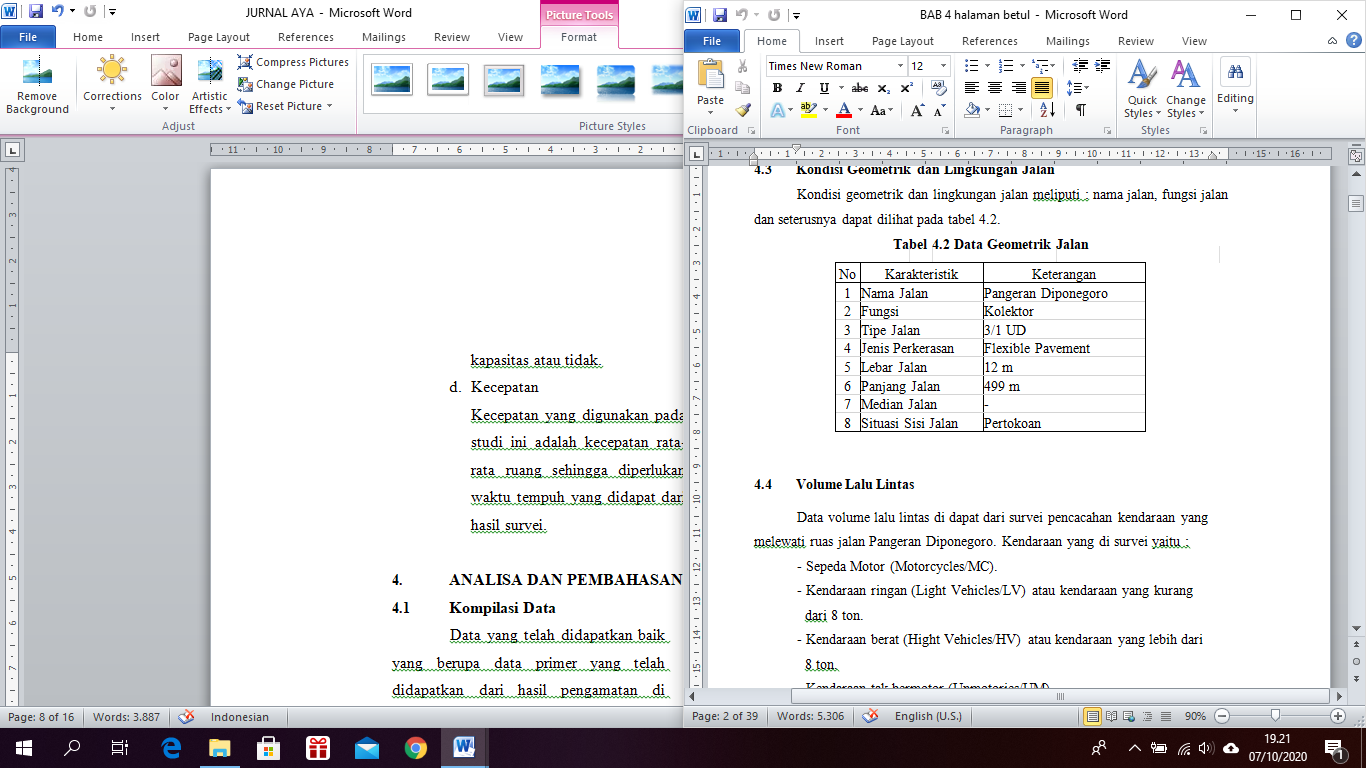 JURNAL AYA - Microsoft Word
Picture Tools
File Home Insert Page Layout References Mailings Review View Format
Remove Background
Corrections
Color
Artistic Effects
Compress Pictures
Change Picture
Reset Picture
Adjust
Picture Styles
kapasitas atau tidak.
d. Kecepatan
Kecepatan yang digunakan pada
studi ini adalah kecepatan rata-
rata ruang sehingga diperlukan
waktu tempuh yang didapat dari
hasil survei.
4. ANALISA DAN PEMBAHASAN
4.1 Kompilasi Data
Data yang telah didapatkan baik
yang berupa data primer yang telah
didapatkan dari hasil pengamatan di
Page: 8 of 16 Words: 3.887 Indonesian
BAB 4 halaman betul - Microsoft Word
File Home Insert Page Layout References Mailings Review View
Paste
Clipboard
Times New Roman 12
Font
Paragraph
Quick Styles
Change Styles
Styles
Editing
4.3 Kondisi Geometrik dan Lingkungan Jalan
Kondisi geometrik dan lingkungan jalan meliputi : nama jalan, fungsi jalan
dan seterusnya dapat dilihat pada tabel 4.2.
Tabel 4.2 Data Geometrik Jalan
No Karakteristik Keterangan
1 Nama Jalan Pangeran Diponegoro
2 Fungsi Kolektor
3 Tipe Jalan 3/1 UD
4 Jenis Perkerasan Flexible Pavement
5 Lebar Jalan 12 m
6 Panjang Jalan 499 m
7 Median Jalan -
8 Situasi Sisi Jalan Pertokoan
4.4 Volume Lalu Lintas
Data volume lalu lintas di dapat dari survei pencacahan kendaraan yang
melewati ruas jalan Pangeran Diponegoro. Kendaraan yang di survei yaitu :
- Sepeda Motor (Motorcycles/MC).
- Kendaraan ringan (Light Vehicles/LV) atau kendaraan yang kurang
dari 8 ton.
- Kendaraan berat (Hight Vehicles/HV) atau kendaraan yang lebih dari
8 ton.
- Kendaraan tak bermotor (Unmotories/UM)
Page: 2 of 39 Words: 5.306 English (U.S.) 90%
19.21
07/10/2020